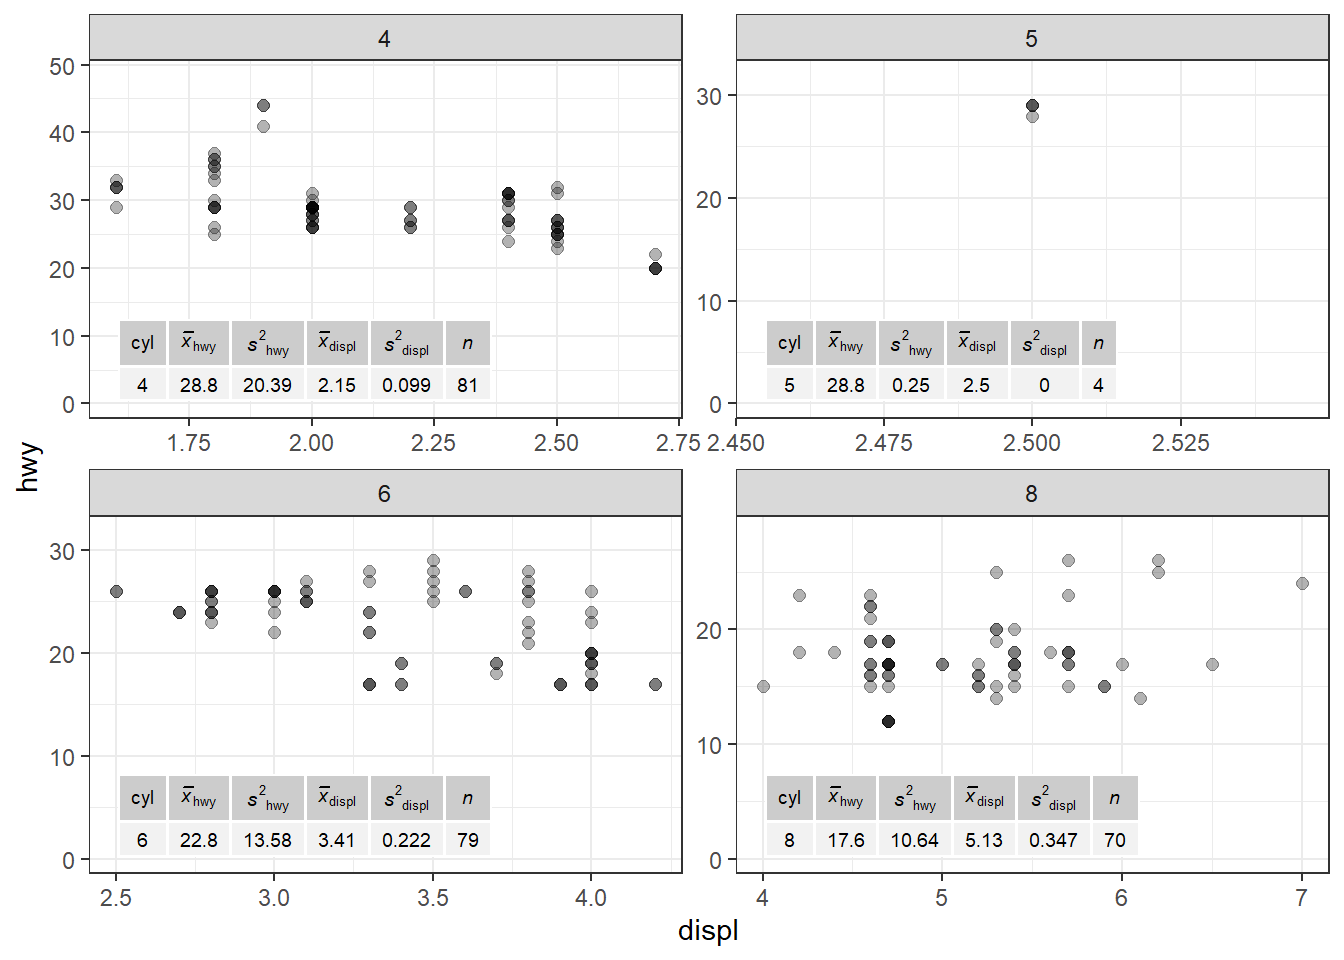 4
50
40
30
20
10
0
cyl x̄hwy s²hwy x̄displ s²displ n
4 28.8 20.39 2.15 0.099 81
1.75 2.00 2.25 2.50 2.75
5
30
20
10
0
cyl x̄hwy s²hwy x̄displ s²displ n
5 28.8 0.25 2.5 0 4
2.450 2.475 2.500 2.525
hwy
6
30
20
10
0
cyl x̄hwy s²hwy x̄displ s²displ n
6 22.8 13.58 3.41 0.222 79
2.5 3.0 3.5 4.0
8
20
10
0
cyl x̄hwy s²hwy x̄displ s²displ n
8 17.6 10.64 5.13 0.347 70
4 5 6 7
displ